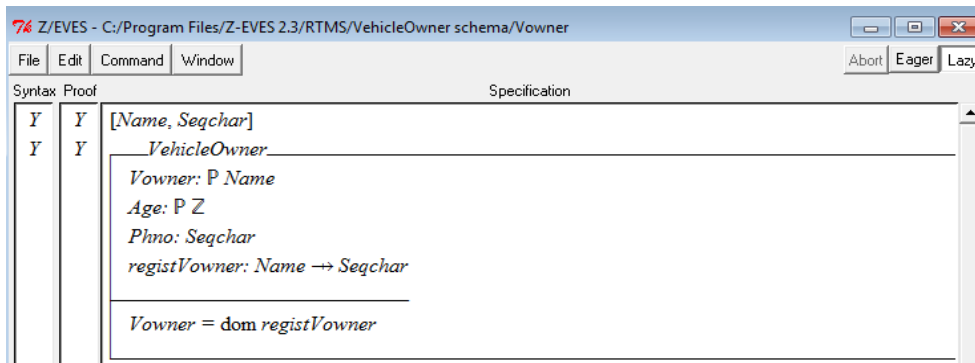 Z/EVES - C:/Program Files/Z-EVES 2.3/RTMS/VehicleOwner schema/Vowner
File Edit Command Window Abort Eager Lazy
Syntax Proof Specification
Y Y [Name, Seqchar]
Y Y VehicleOwner
Vowner: ℙ Name
Age: ℙ ℤ
Phno: Seqchar
registVowner: Name ⇸ Seqchar
Vowner = dom registVowner